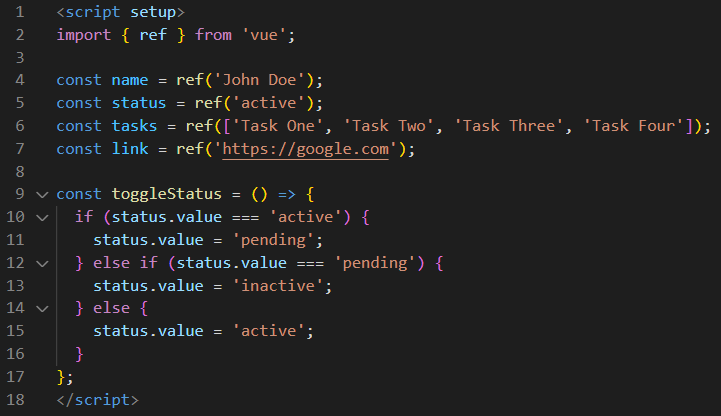 1 <script setup>
2 import { ref } from 'vue';
3
4 const name = ref('John Doe');
5 const status = ref('active');
6 const tasks = ref(['Task One', 'Task Two', 'Task Three', 'Task Four']);
7 const link = ref('https://google.com');
8
9 const toggleStatus = () => {
10   if (status.value === 'active') {
11     status.value = 'pending';
12   } else if (status.value === 'pending') {
13     status.value = 'inactive';
14   } else {
15     status.value = 'active';
16   }
17 };
18 </script>